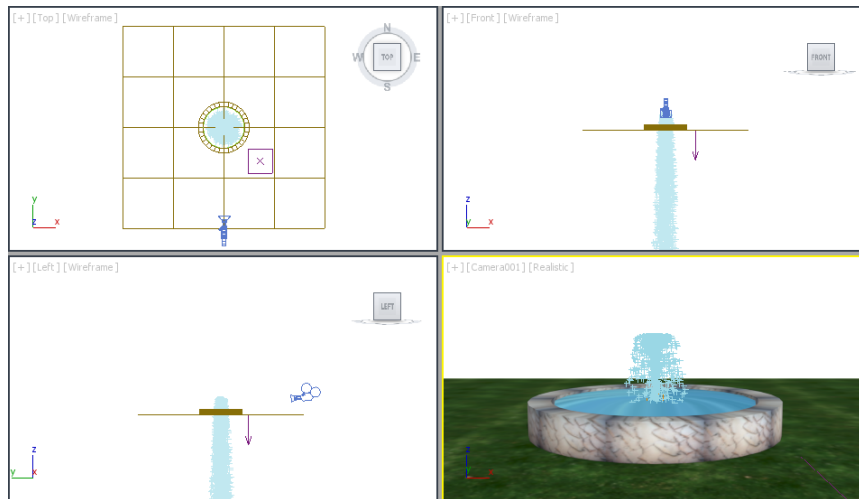 [+] [Top] [Wireframe]
N
W TOP E
S
y
z x
[+] [Front] [Wireframe]
FRONT
z
y x
[+] [Left] [Wireframe]
LEFT
z
y x
[+] [Camera001] [Realistic]
z
y x